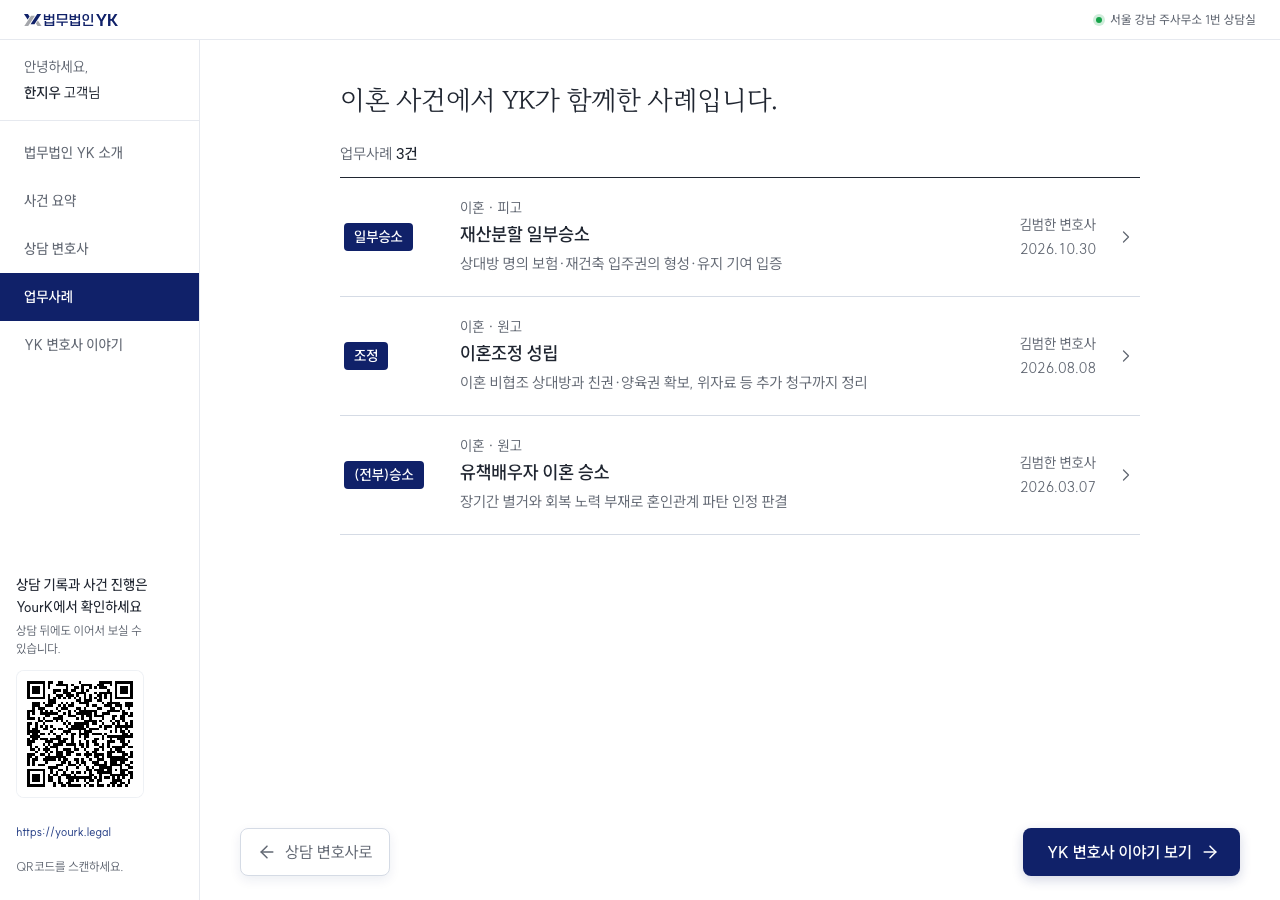 법무법인 YK
서울 강남 주사무소 1번 상담실
안녕하세요,
한지우 고객님
법무법인 YK 소개
사건 요약
상담 변호사
업무사례
YK 변호사 이야기
상담 기록과 사건 진행은
YourK에서 확인하세요
상담 뒤에도 이어서 보실 수
있습니다.
https://yourk.legal
QR코드를 스캔하세요.
이혼 사건에서 YK가 함께한 사례입니다.
업무사례 3건
일부승소
이혼 · 피고
재산분할 일부승소
상대방 명의 보험·재건축 입주권의 형성·유지 기여 입증
김범한 변호사
2026.10.30
조정
이혼 · 원고
이혼조정 성립
이혼 비협조 상대방과 친권·양육권 확보, 위자료 등 추가 청구까지 정리
김범한 변호사
2026.08.08
(전부)승소
이혼 · 원고
유책배우자 이혼 승소
장기간 별거와 회복 노력 부재로 혼인관계 파탄 인정 판결
김범한 변호사
2026.03.07
상담 변호사로
YK 변호사 이야기 보기